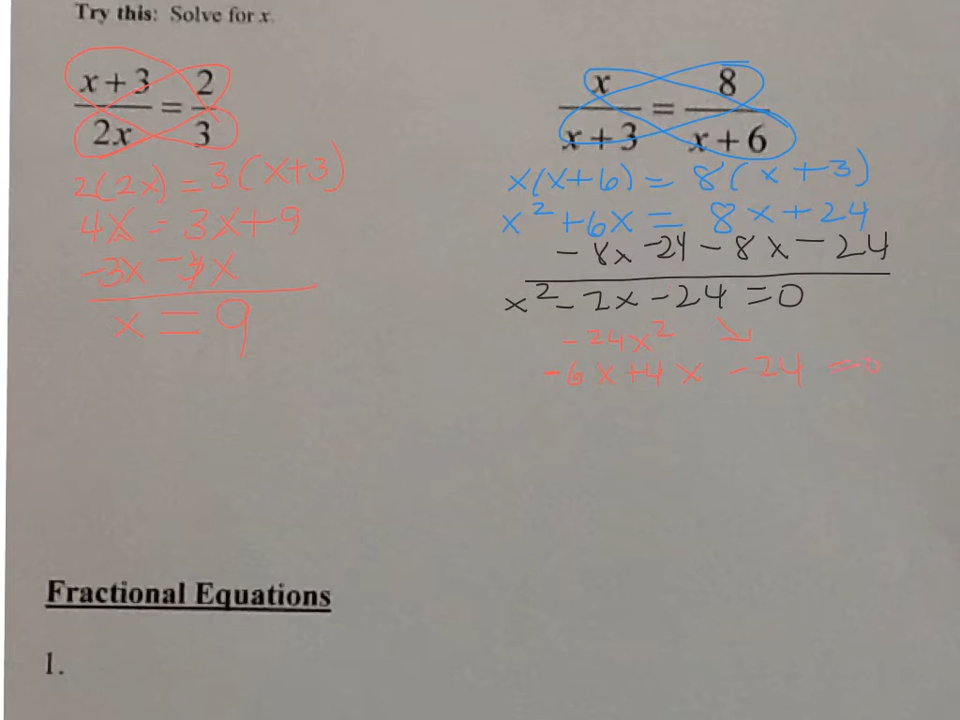 Try this: Solve for x.
x + 3 / 2x = 2 / 3
2(2x) = 3(x+3)
4x = 3x+9
-3x -3x
x = 9
x / x + 3 = 8 / x + 6
x(x+6) = 8(x+3)
x²+6x = 8x+24
-8x -24 -8x -24
x² - 2x - 24 = 0
-24x²
-6x+4x -24 =0
Fractional Equations
1.